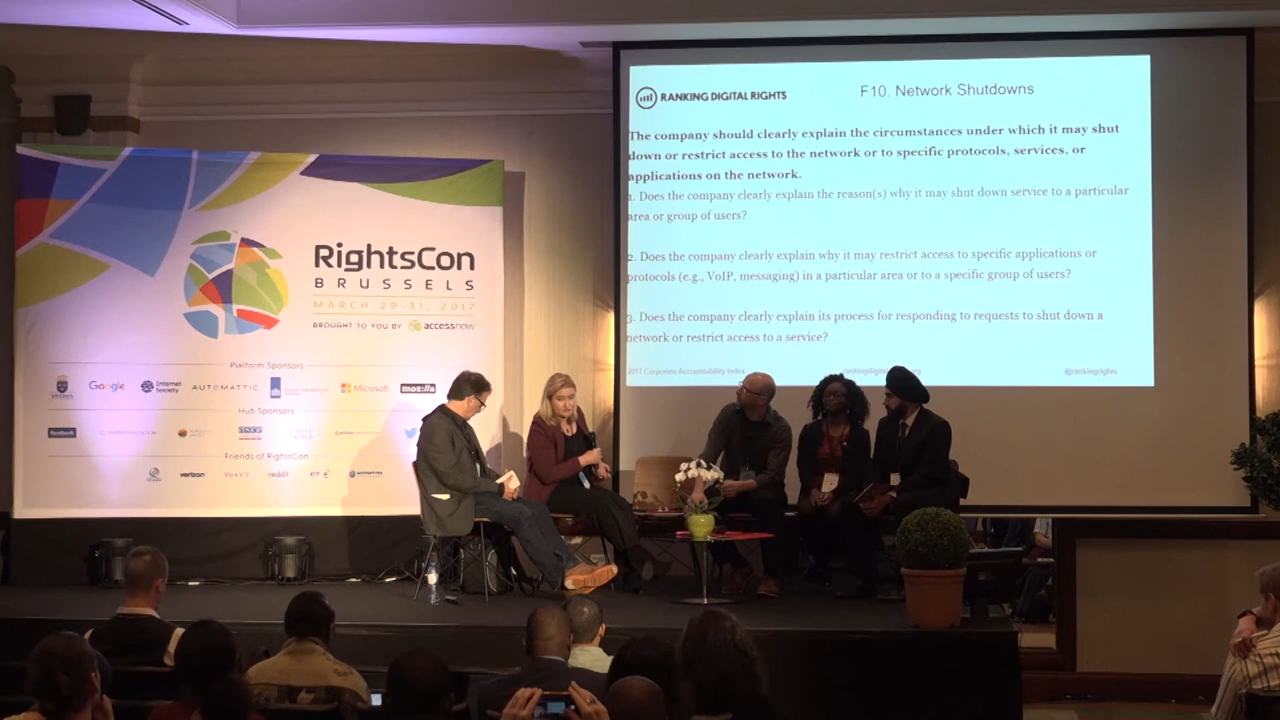 RANKING DIGITAL RIGHTS
F10. Network Shutdowns
The company should clearly explain the circumstances under which it may shut
down or restrict access to the network or to specific protocols, services, or
applications on the network.
1. Does the company clearly explain the reason(s) why it may shut down service to a particular
area or group of users?
2. Does the company clearly explain why it may restrict access to specific applications or
protocols (e.g., VoIP, messaging) in a particular area or to a specific group of users?
3. Does the company clearly explain its process for responding to requests to shut down a
network or restrict access to a service?
2017 Corporate Accountability Index
@rankingrights
RightsCon
BRUSSELS
MARCH 29-31, 2017
BROUGHT TO YOU BY accessnow
Platform Sponsors
SWEDEN
Google
Internet
Society
AUTOMATTIC
Microsoft
moz://a
Hub Sponsors
facebook
Friends of RightsCon
verizon
YAHOO!
reddit